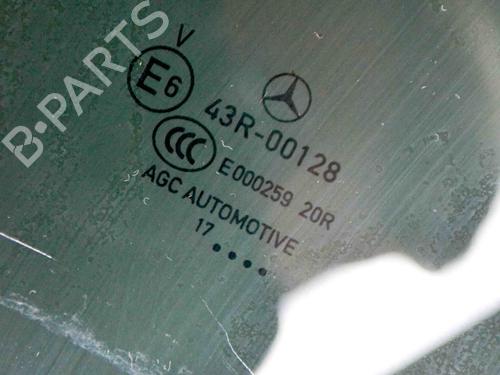 B-PARTS
V
E6
43R-00128
CCC
E000259 20R
AGC AUTOMOTIVE
17 ....